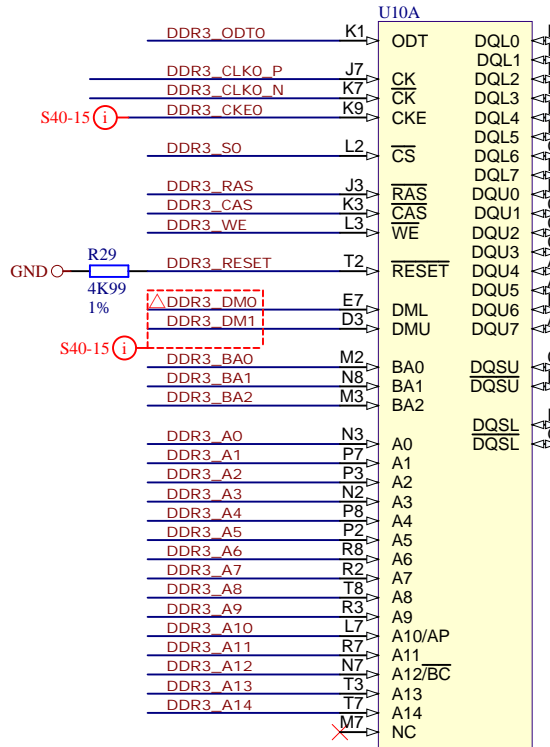 U10A
DDR3_ODT0 K1 ODT DQL0
DQL1
DDR3_CLK0_P J7 CK DQL2
DDR3_CLK0_N K7 CK DQL3
S40-15 i DDR3_CKE0 K9 CKE DQL4
DQL5
DDR3_S0 L2 CS DQL6
DQL7
DDR3_RAS J3 RAS DQU0
DDR3_CAS K3 CAS DQU1
DDR3_WE L3 WE DQU2
DQU3
GND R29 DDR3_RESET T2 RESET DQU4
4K99 DQU5
1% DDR3_DM0 E7 DML DQU6
DDR3_DM1 D3 DMU DQU7
S40-15 i
DDR3_BA0 M2 BA0 DQSU
DDR3_BA1 N8 BA1 DQSU
DDR3_BA2 M3 BA2
DQSL
DDR3_A0 N3 A0 DQSL
DDR3_A1 P7 A1
DDR3_A2 P3 A2
DDR3_A3 N2 A3
DDR3_A4 P8 A4
DDR3_A5 P2 A5
DDR3_A6 R8 A6
DDR3_A7 R2 A7
DDR3_A8 T8 A8
DDR3_A9 R3 A9
DDR3_A10 L7 A10/AP
DDR3_A11 R7 A11
DDR3_A12 N7 A12/BC
DDR3_A13 T3 A13
DDR3_A14 T7 A14
M7 NC